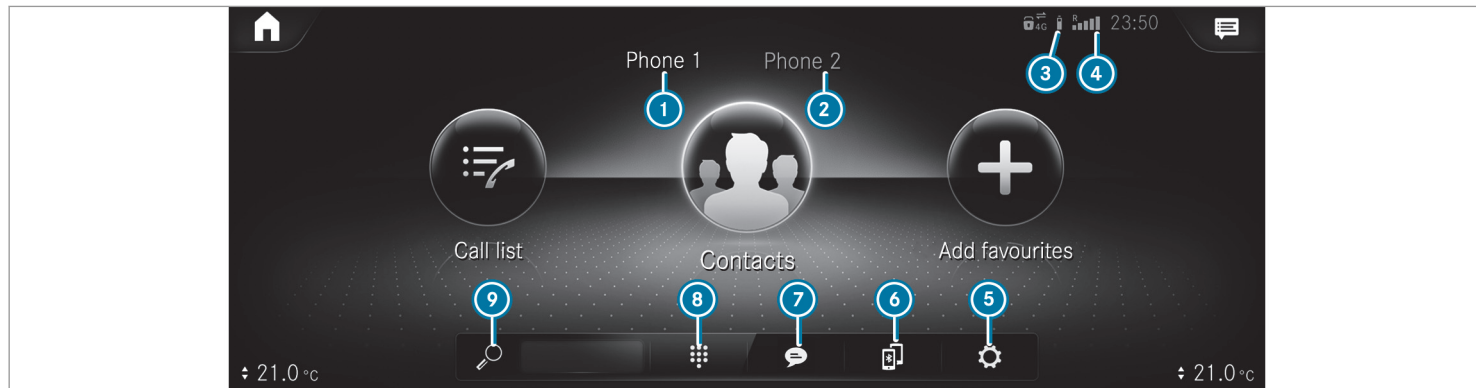 R
4G
23:50
Phone 1 Phone 2
3 4
1 2
Call list Contacts Add favourites
9 8 7 6 5
21.0 °C 21.0 °C